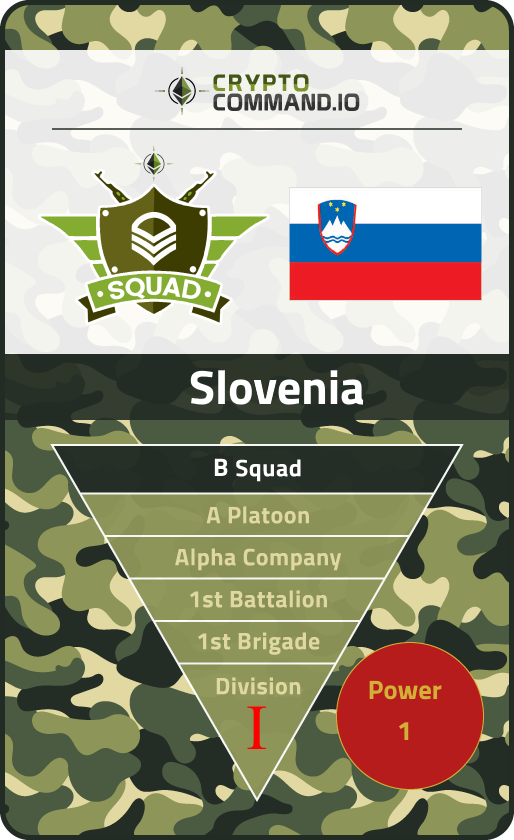 CRYPTO
COMMAND.IO
SQUAD
Slovenia
B Squad
A Platoon
Alpha Company
1st Battalion
1st Brigade
Division
I
Power
1